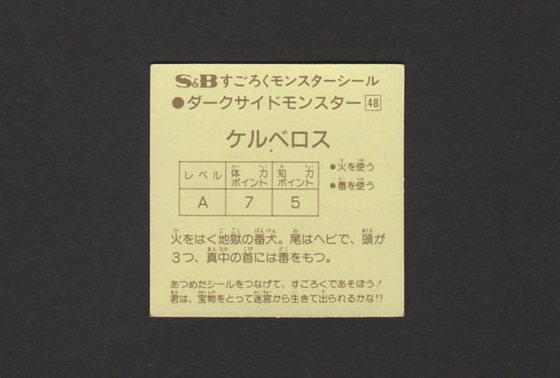 S&Bすごろくモンスターシール
●ダークサイドモンスター 48
ケルベロス
レベル 体力ポイント 知力ポイント
A 7 5
●火を使う
●毒を使う
火をはく地獄の番犬。尾はヘビで、頭が
3つ、真中の首には毒をもつ。
あつめたシールをつなげて、すごろくであそぼう!
君は、宝物をとって迷宮から生きて出られるかな!?